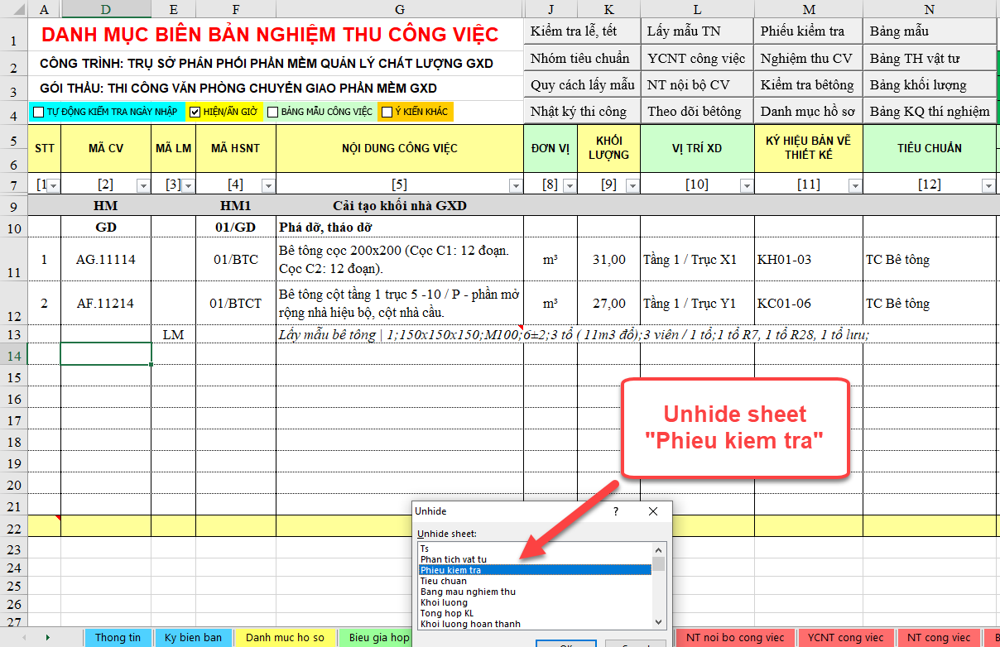 A D E F G J K L M N
1 DANH MỤC BIÊN BẢN NGHIỆM THU CÔNG VIỆC Kiểm tra lễ, tết Lấy mẫu TN Phiếu kiểm tra Bảng mẫu
2 CÔNG TRÌNH: TRỤ SỞ PHÂN PHỐI PHẦN MỀM QUẢN LÝ CHẤT LƯỢNG GXD Nhóm tiêu chuẩn YCNT công việc Nghiệm thu CV Bảng TH vật tư
3 GÓI THẦU: THI CÔNG VĂN PHÒNG CHUYỂN GIAO PHẦN MỀM GXD Quy cách lấy mẫu NT nội bộ CV Kiểm tra bêtông Bảng khối lượng
4 TỰ ĐỘNG KIỂM TRA NGÀY NHẬP HIỆN/ẨN GIỜ BẢNG MẪU CÔNG VIỆC Ý KIẾN KHÁC Nhật ký thi công Theo dõi bêtông Danh mục hồ sơ Bảng KQ thí nghiệm
5 STT MÃ CV MÃ LM MÃ HSNT NỘI DUNG CÔNG VIỆC ĐƠN VỊ KHỐI VỊ TRÍ XD KÝ HIỆU BẢN VẼ TIÊU CHUẨN
6 LƯỢNG THIẾT KẾ
7 [1 [2] [3] [4] [5] [8] [9] [10] [11] [12]
9 HM HM1 Cải tạo khối nhà GXD
10 GD 01/GD Phá dỡ, tháo dỡ
11 1 AG.11114 01/BTC Bê tông cọc 200x200 (Cọc C1: 12 đoạn. m³ 31,00 Tầng 1 / Trục X1 KH01-03 TC Bê tông
Cọc C2: 12 đoạn).
12 2 AF.11214 01/BTCT Bê tông cột tầng 1 trục 5 -10 / P - phần mở m³ 27,00 Tầng 1 / Trục Y1 KC01-06 TC Bê tông
rộng nhà hiệu bộ, cột nhà cầu.
13 LM Lấy mẫu bê tông | 1;150x150x150;M100;6±2;3 tổ ( 11m3 đổ);3 viên / 1 tổ;1 tổ R7, 1 tổ R28, 1 tổ lưu;
14
15
16
17
18
19
20
21
22
23
24
25
26
27
Unhide sheet
"Phieu kiem tra"
Unhide ?
Unhide sheet:
Ts
Phan tich vat tu
Phieu kiem tra
Tieu chuan
Bang mau nghiem thu
Khoi luong
Tong hop KL
Khoi luong hoan thanh
Thong tin Ky bien ban Danh muc ho so Bieu gia hop NT noi bo cong viec YCNT cong viec NT cong viec